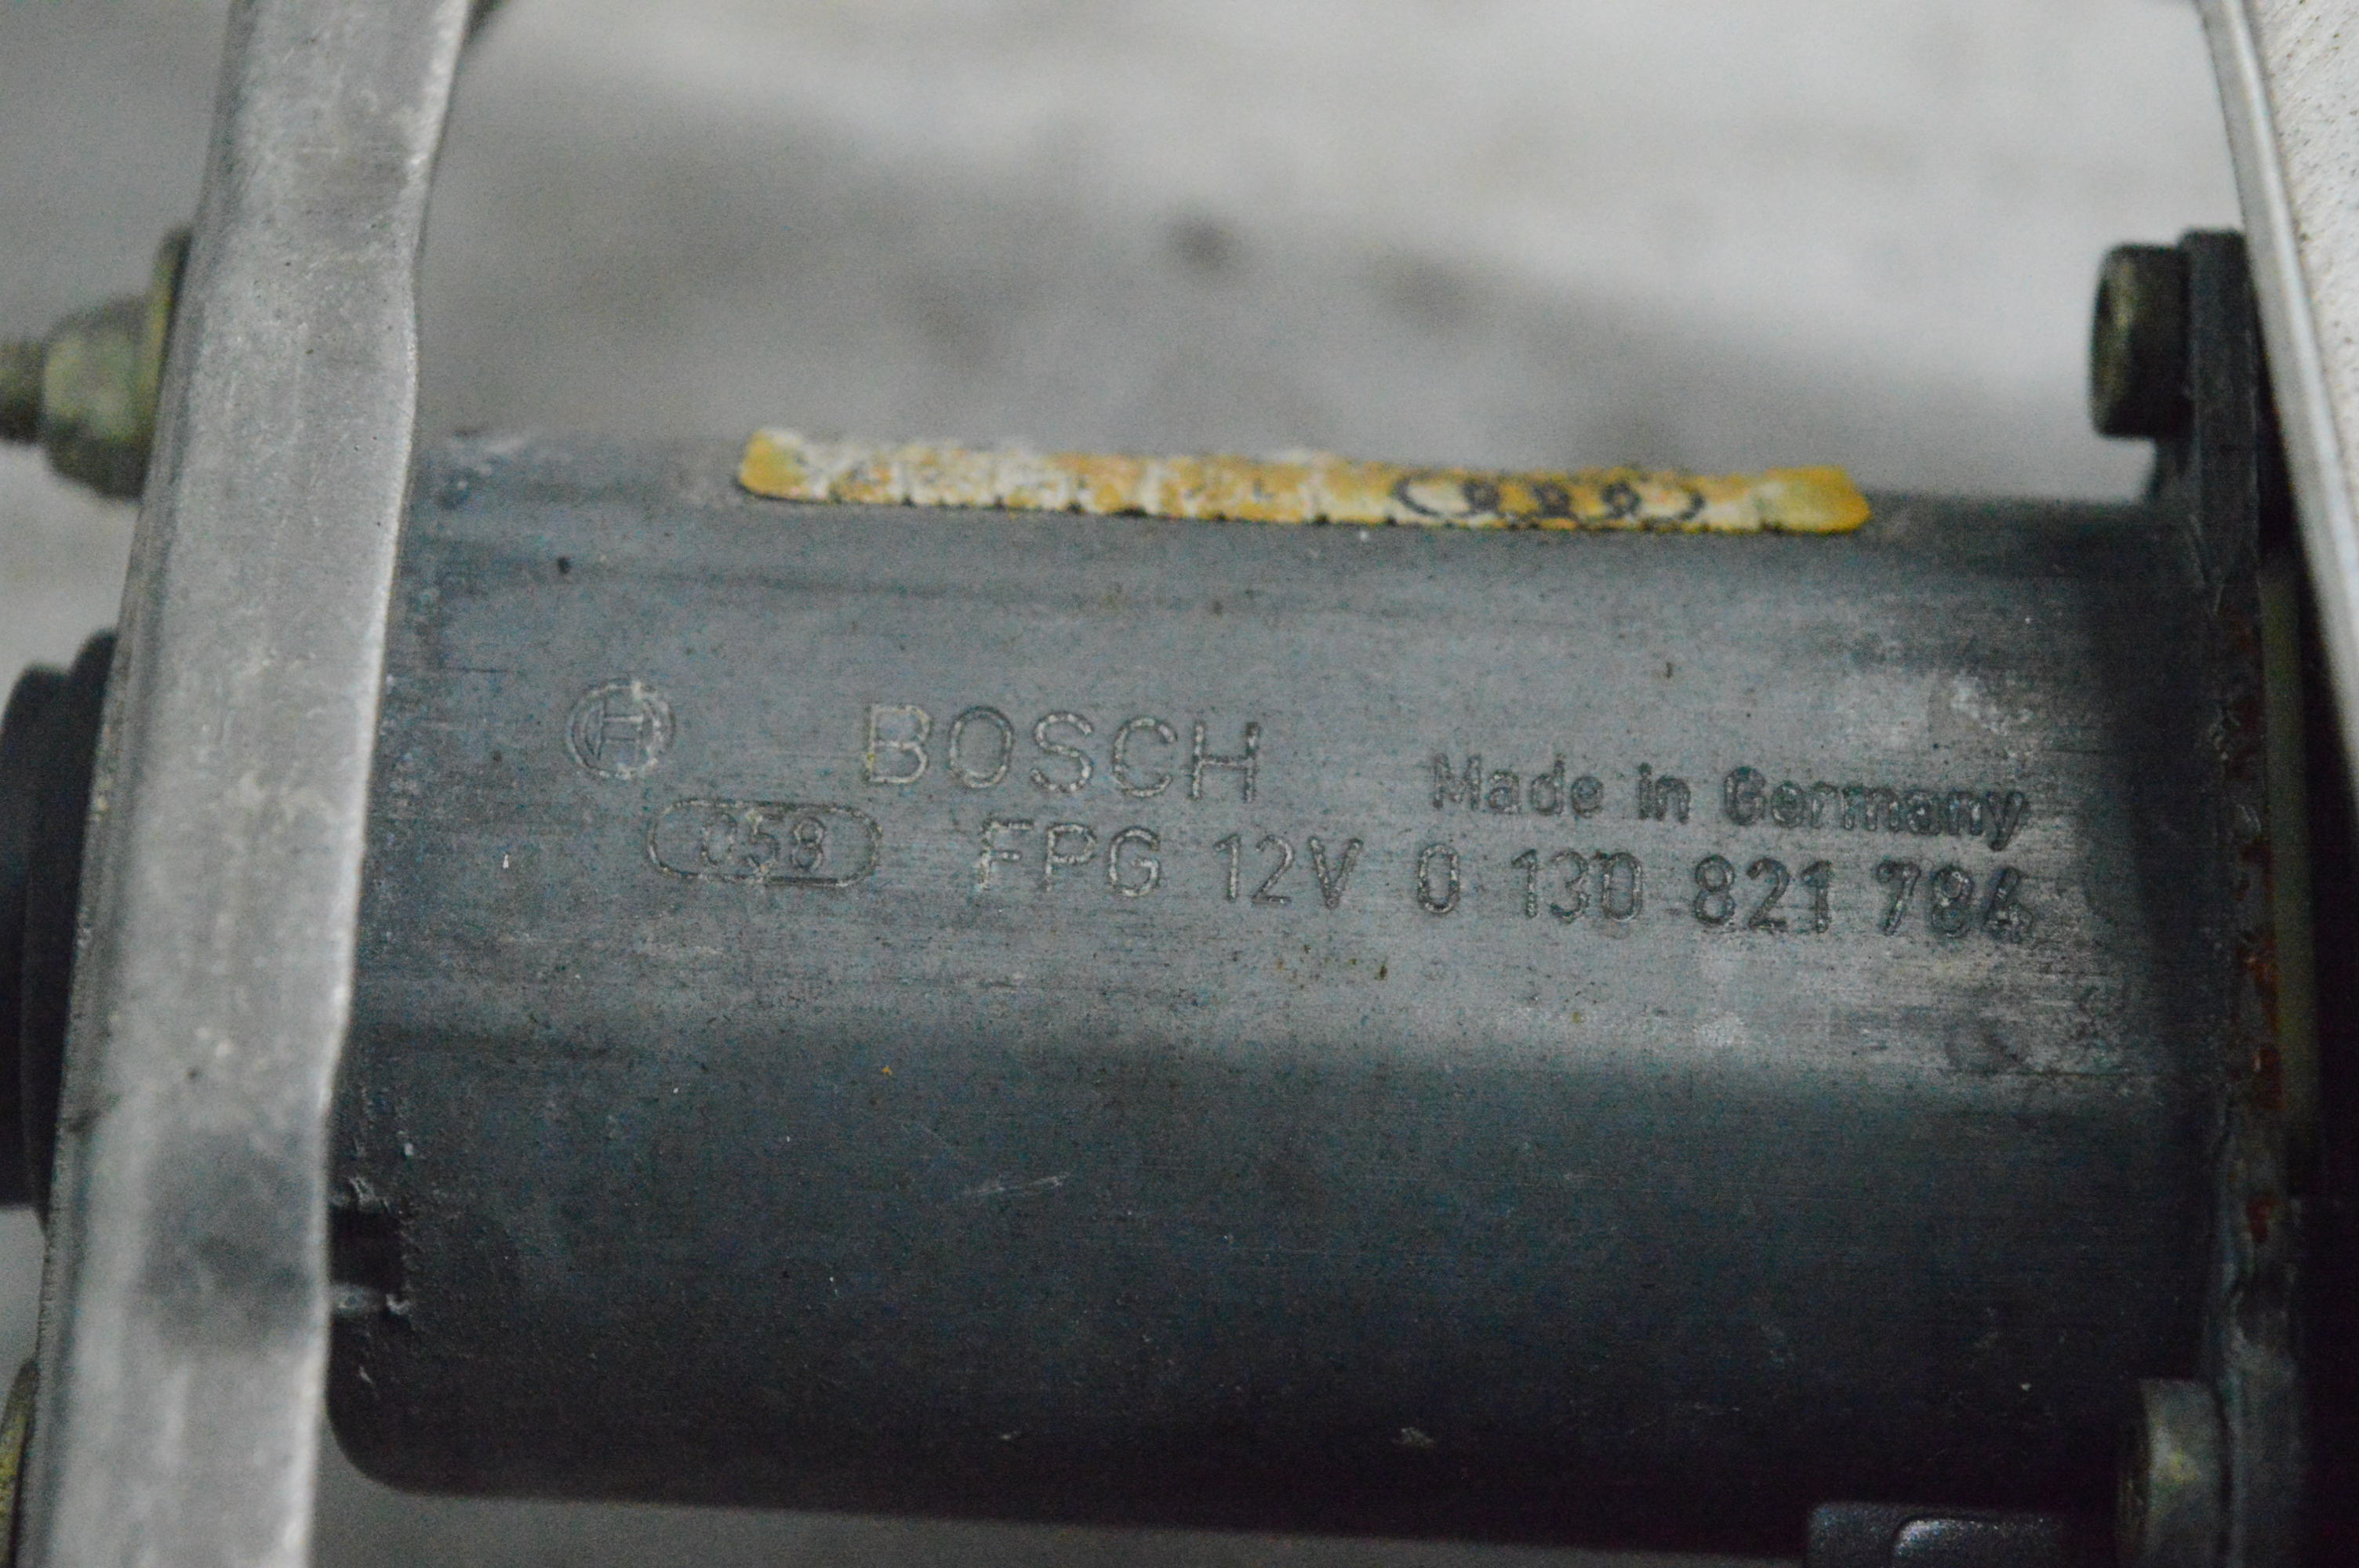 BOSCH Made in Germany
058 FPG 12V 0 130 821 784